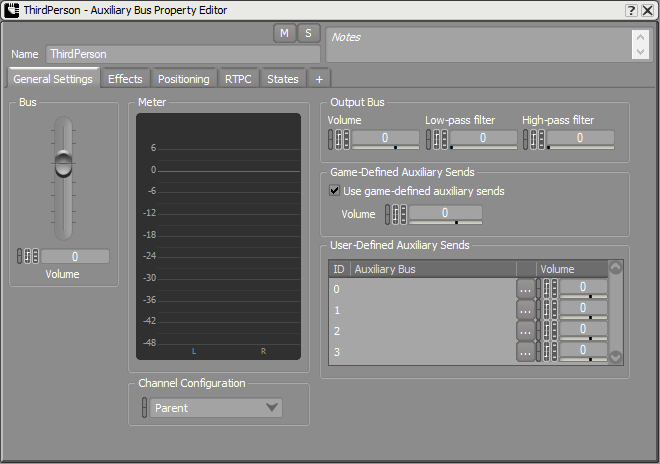 ThirdPerson - Auxiliary Bus Property Editor
? X
M S
Notes
Name ThirdPerson
General Settings Effects Positioning RTPC States +
Bus
0
Volume
Meter
6
0
-6
-12
-18
-24
-30
-36
-42
-48
L R
Channel Configuration
Parent
Output Bus
Volume Low-pass filter High-pass filter
0 0 0
Game-Defined Auxiliary Sends
Use game-defined auxiliary sends
Volume 0
User-Defined Auxiliary Sends
ID Auxiliary Bus Volume
0 ... 0
1 ... 0
2 ... 0
3 ... 0